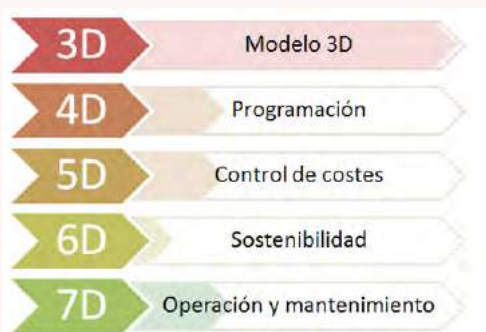 3D Modelo 3D
4D Programación
5D Control de costes
6D Sostenibilidad
7D Operación y mantenimiento